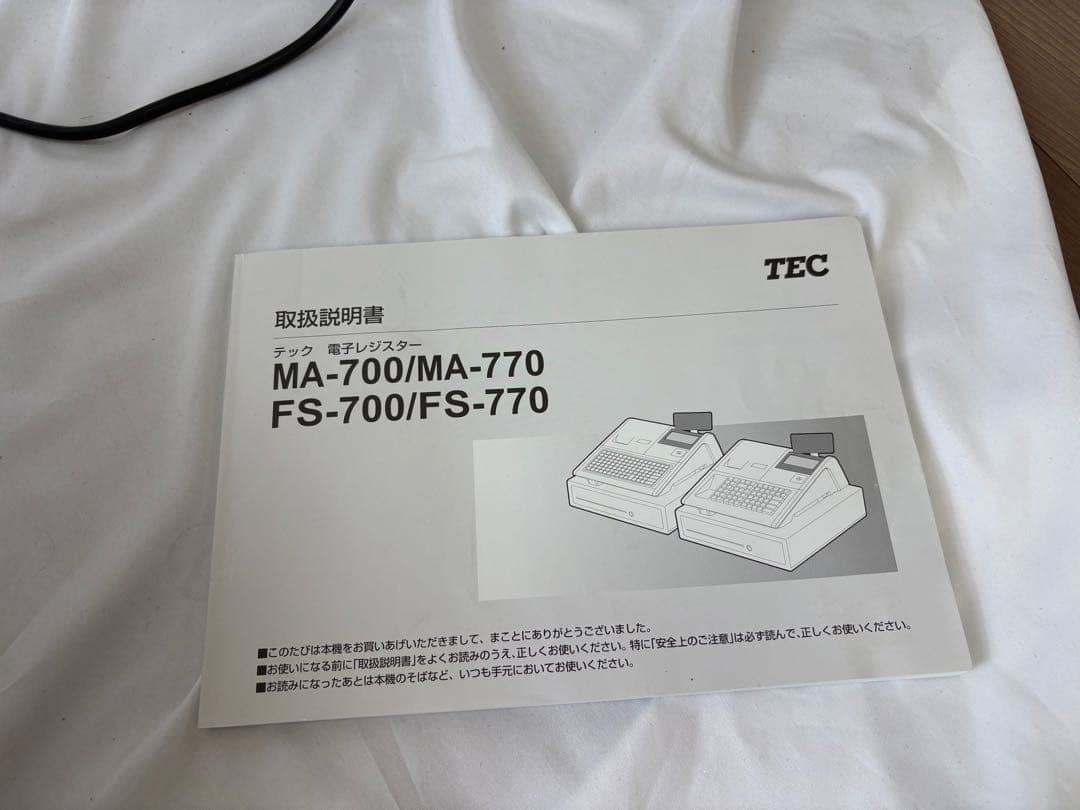 TEC
取扱説明書
テック 電子レジスター
MA-700/MA-770
FS-700/FS-770
■このたびは本機をお買いあげいただきまして、まことにありがとうございました。
■お使いになる前に「取扱説明書」をよくお読みのうえ、正しくお使いください。特に「安全上のご注意」は必ず読んで、正しくお使いください。
■お読みになったあとは本機のそばなど、いつも手元においてお使いください。